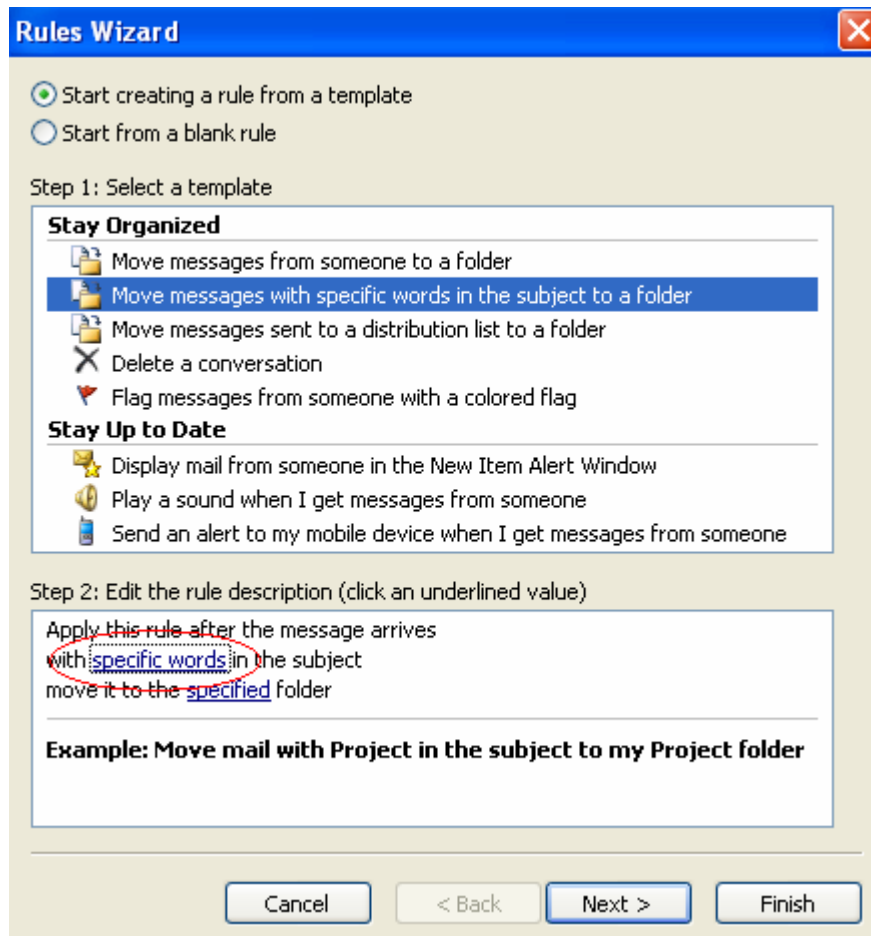 Rules Wizard
Start creating a rule from a template
Start from a blank rule
Step 1: Select a template
Stay Organized
Move messages from someone to a folder
Move messages with specific words in the subject to a folder
Move messages sent to a distribution list to a folder
Delete a conversation
Flag messages from someone with a colored flag
Stay Up to Date
Display mail from someone in the New Item Alert Window
Play a sound when I get messages from someone
Send an alert to my mobile device when I get messages from someone
Step 2: Edit the rule description (click an underlined value)
Apply this rule after the message arrives
with specific words in the subject
move it to the specified folder
Example: Move mail with Project in the subject to my Project folder
Cancel < Back Next > Finish